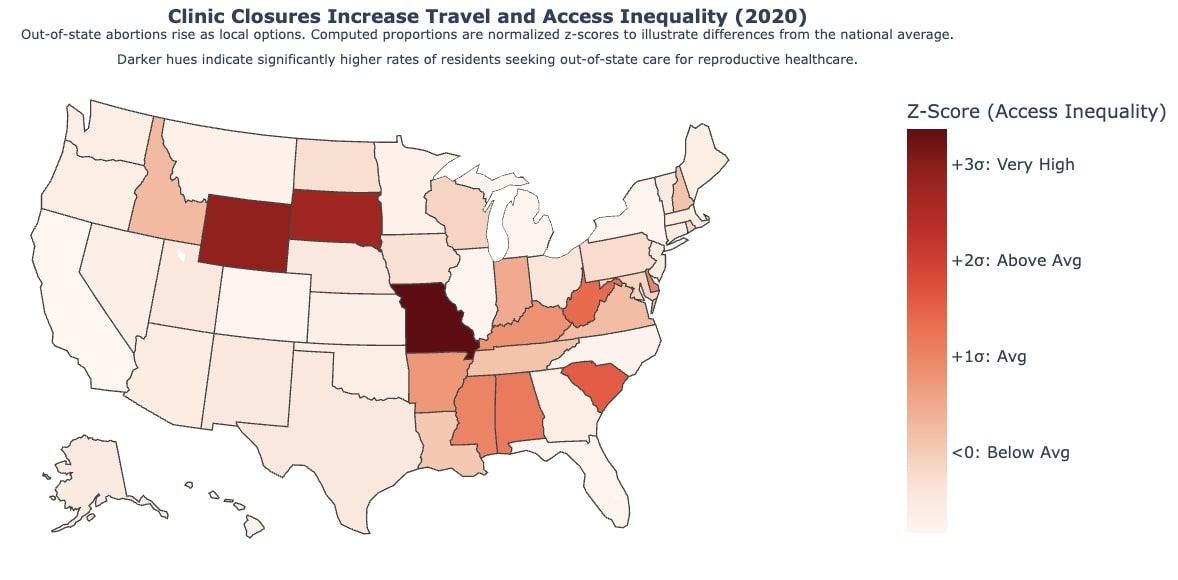 Clinic Closures Increase Travel and Access Inequality (2020)
Out-of-state abortions rise as local options. Computed proportions are normalized z-scores to illustrate differences from the national average.
Darker hues indicate significantly higher rates of residents seeking out-of-state care for reproductive healthcare.
Z-Score (Access Inequality)
+3σ: Very High
+2σ: Above Avg
+1σ: Avg
<0: Below Avg